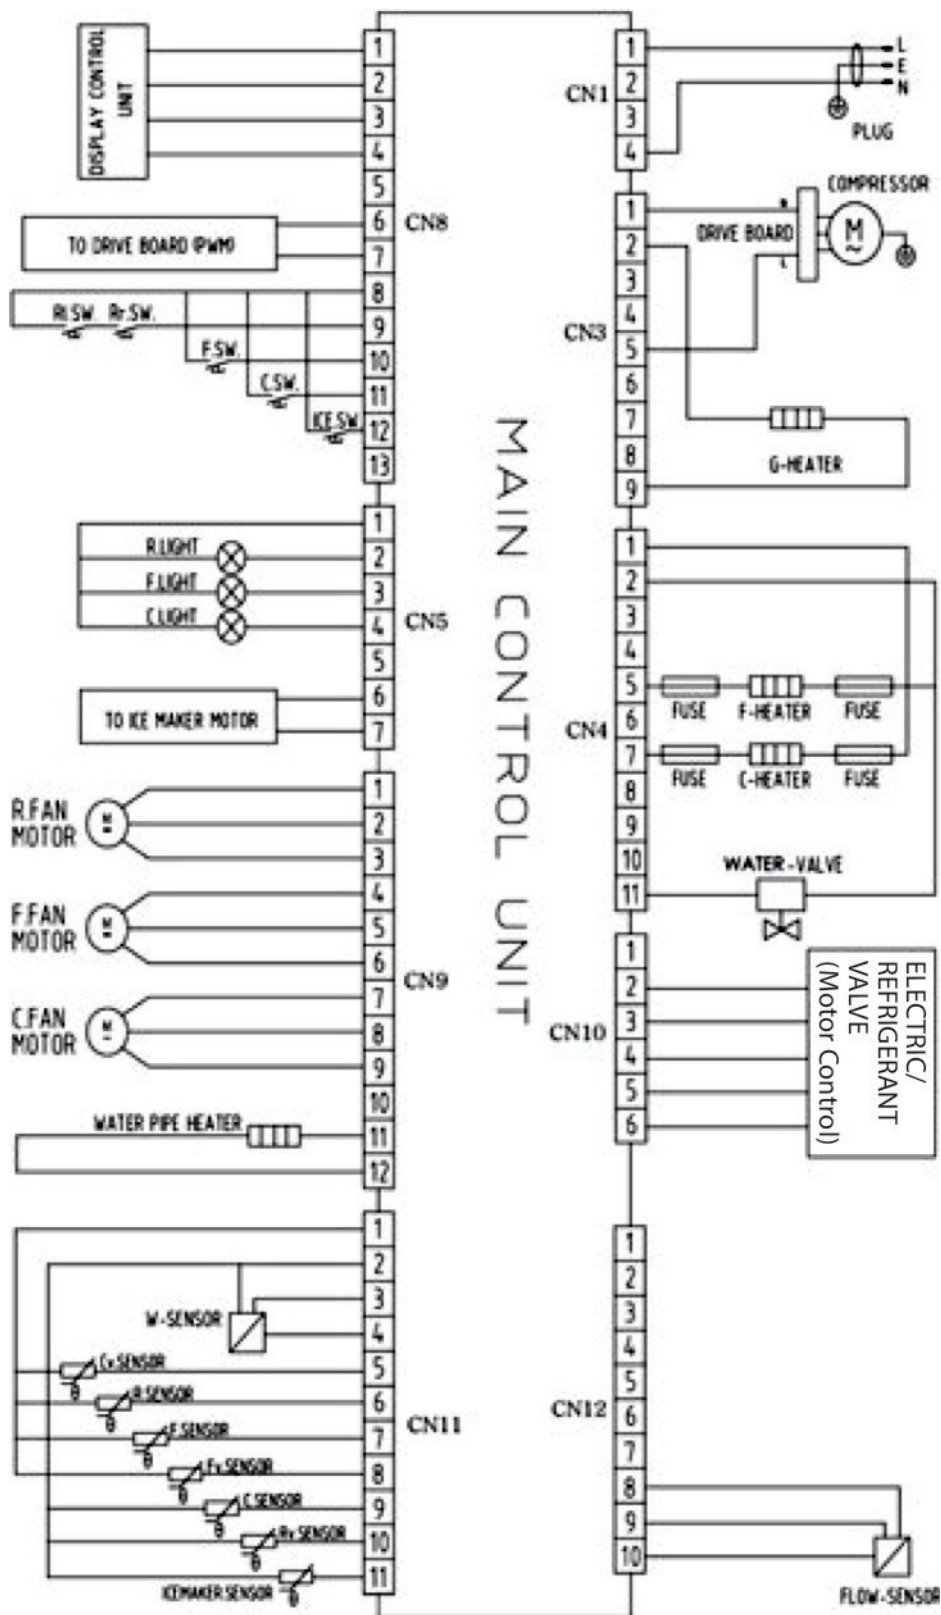 DISPLAY CONTROL
UNIT
1
2
3
4
5
6
7
8
9
10
11
12
13
CN8
TO DRIVE BOARD (PWM)
Rl.SW. Rr.SW.
F.SW.
C.SW.
ICE.SW.
1
2
3
4
5
6
7
CN5
R.LIGHT
F.LIGHT
C.LIGHT
TO ICE MAKER MOTOR
1
2
3
4
5
6
7
8
9
10
11
12
CN9
R.FAN
MOTOR
M
F.FAN
MOTOR
M
C.FAN
MOTOR
M
WATER PIPE HEATER
1
2
3
4
5
6
7
8
9
10
11
CN11
W-SENSOR
Cv.SENSOR
R.SENSOR
F.SENSOR
Fv.SENSOR
C.SENSOR
Rv.SENSOR
ICEMAKER.SENSOR
MAIN CONTROL UNIT
CN1
1
2
3
4
L
E
N
PLUG
CN3
1
2
3
4
5
6
7
8
9
COMPRESSOR
N
DRIVE BOARD
L
M
~
G-HEATER
CN4
1
2
3
4
5
6
7
8
9
10
11
FUSE F-HEATER FUSE
FUSE C-HEATER FUSE
WATER-VALVE
CN10
1
2
3
4
5
6
ELECTRIC/
REFRIGERANT
VALVE
(Motor Control)
CN12
1
2
3
4
5
6
7
8
9
10
FLOW-SENSOR